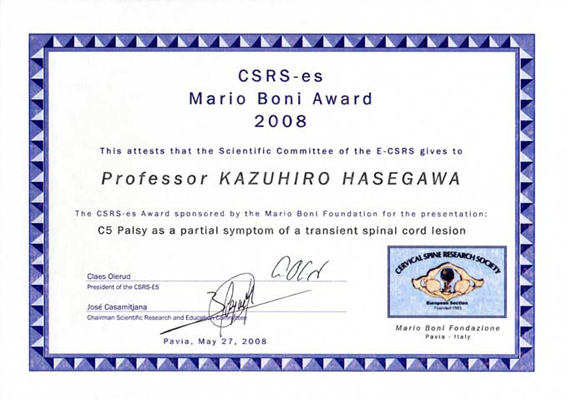 CSRS-es
Mario Boni Award
2008
This attests that the Scientific Committee of the E-CSRS gives to
Professor KAZUHIRO HASEGAWA
The CSRS-es Award sponsored by the Mario Boni Foundation for the presentation:
C5 Palsy as a partial symptom of a transient spinal cord lesion
Claes Olerud
President of the CSRS-ES
José Casamitjana
Chairman Scientific Research and Education Committee
Pavia, May 27, 2008
CERVICAL SPINE RESEARCH SOCIETY
European Section
Founded 1983
Mario Boni Fondazione
Pavia - Italy